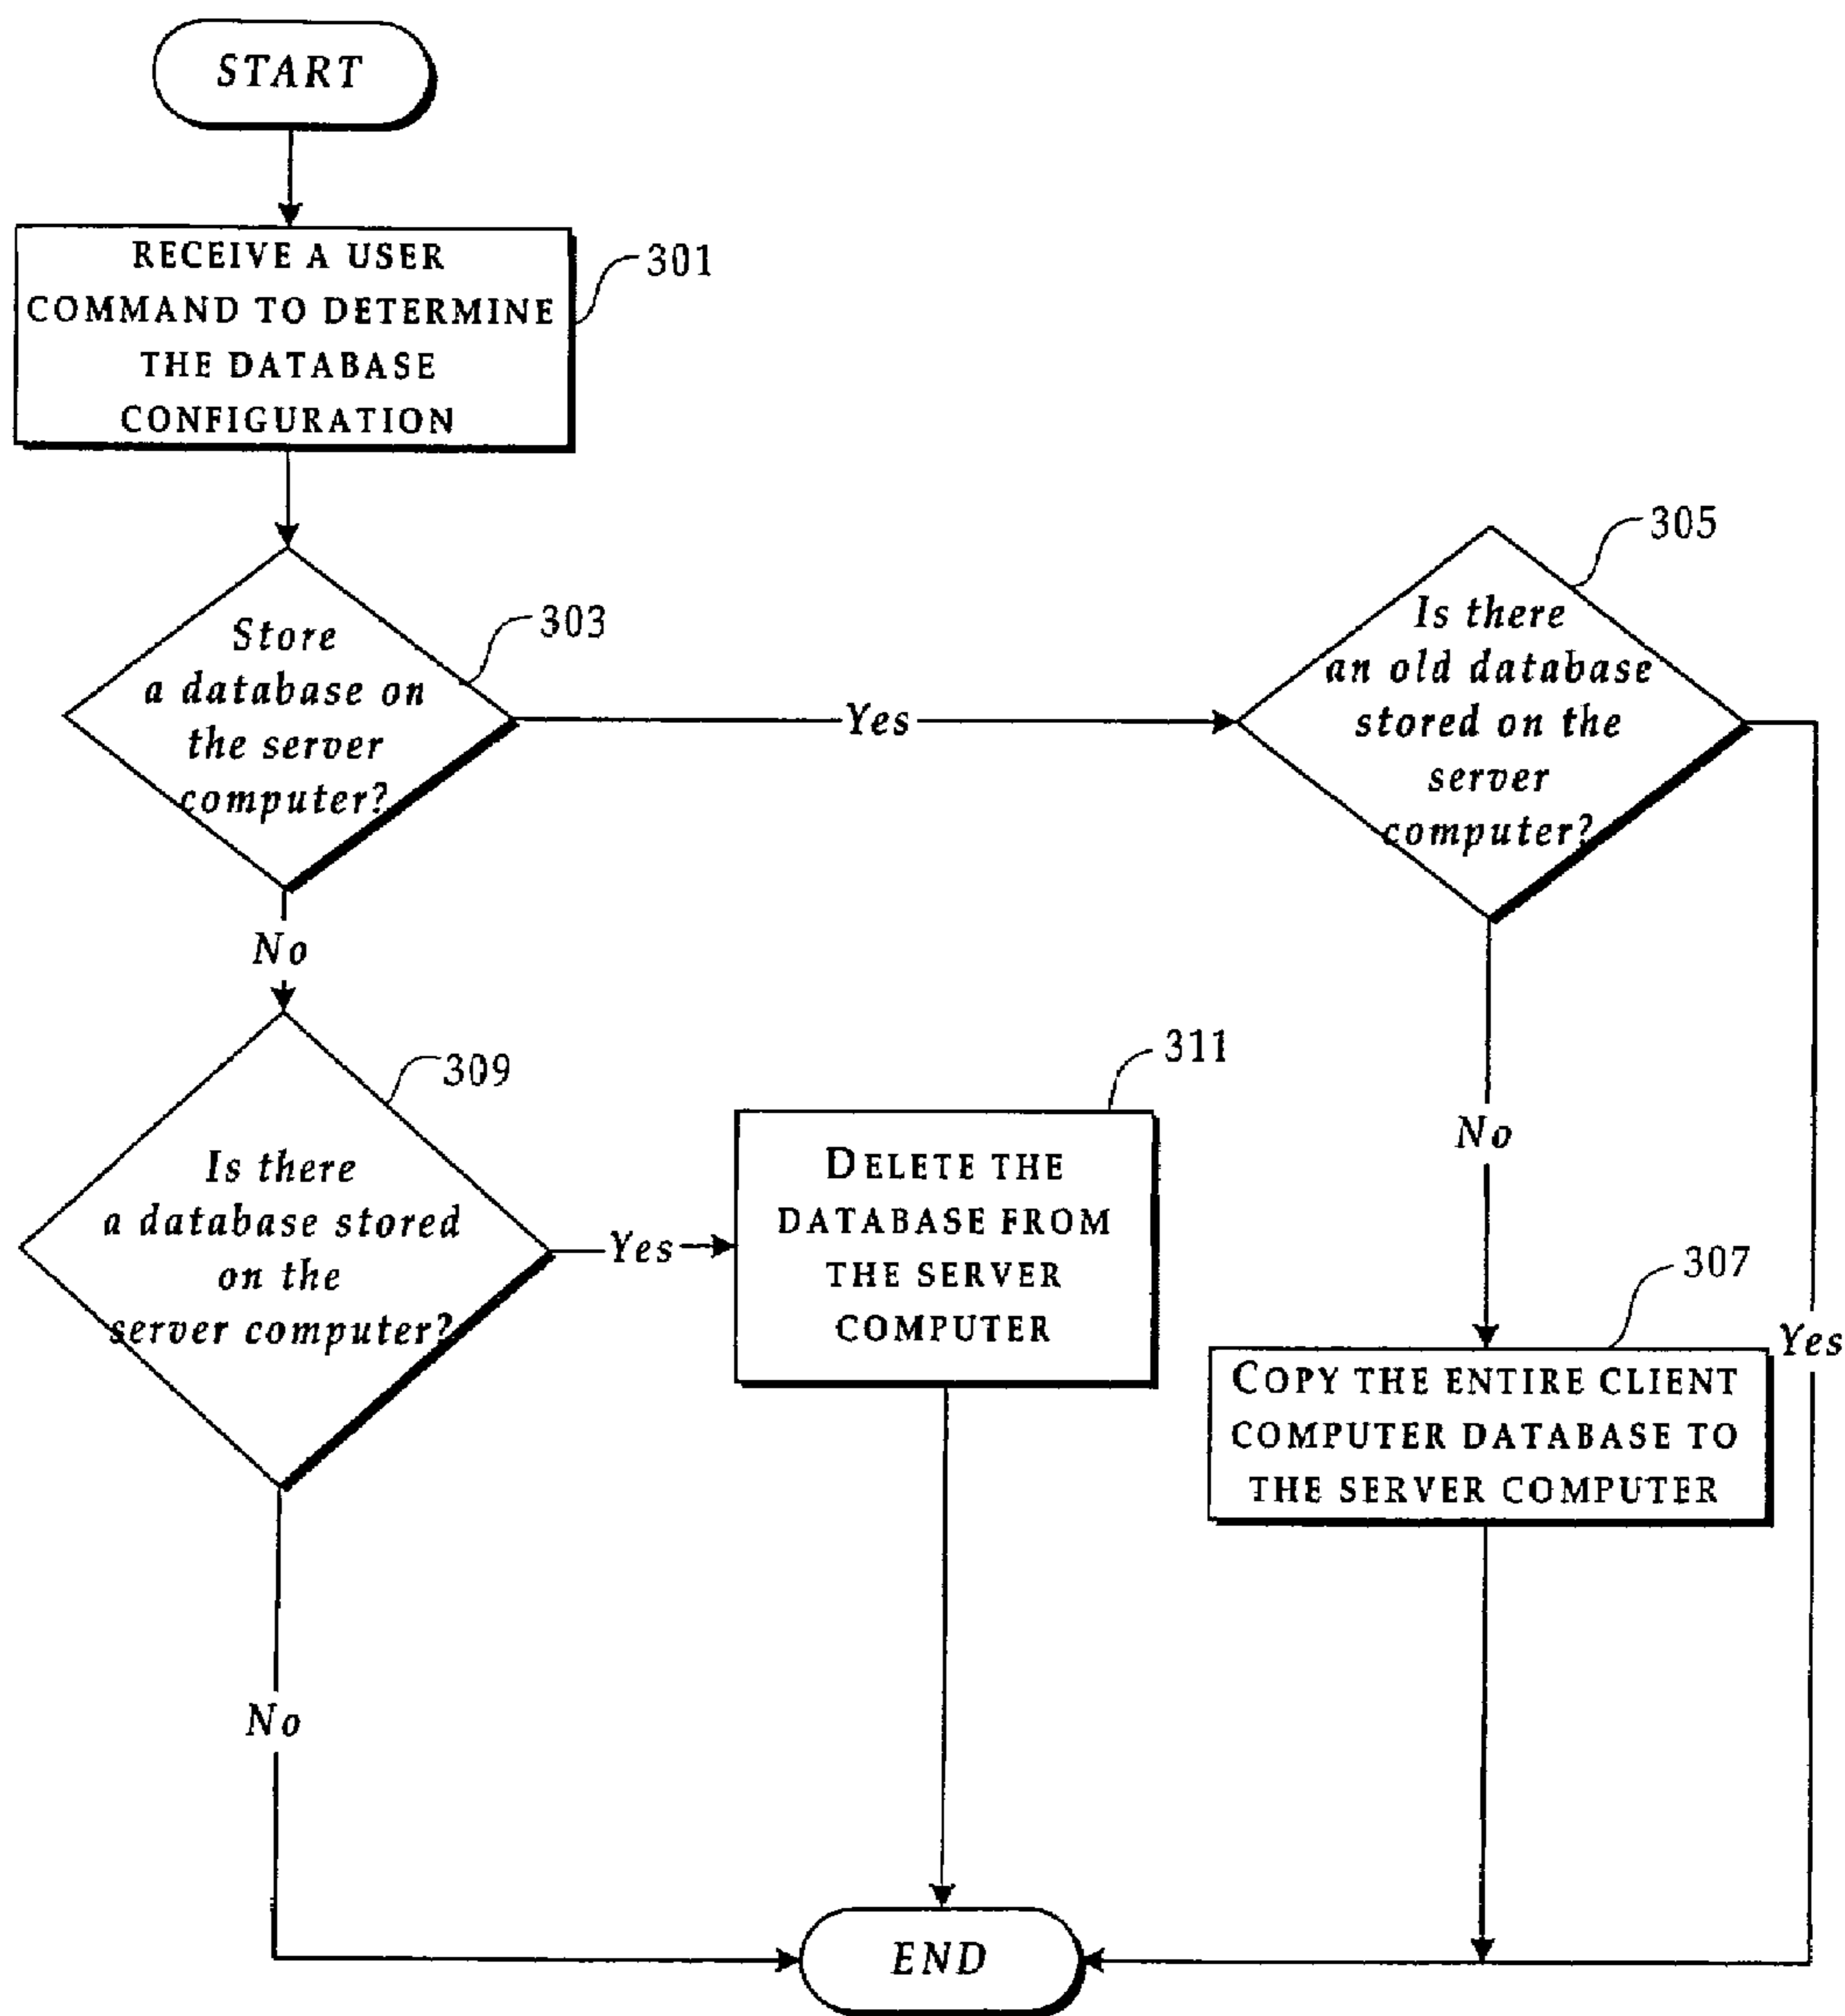 START
RECEIVE A USER
COMMAND TO DETERMINE
THE DATABASE
CONFIGURATION
301
Store
a database on
the server
computer?
303
Yes
Is there
an old database
stored on the
server
computer?
305
No
Is there
a database stored
on the
server computer?
309
Yes
DELETE THE
DATABASE FROM
THE SERVER
COMPUTER
311
No
COPY THE ENTIRE CLIENT
COMPUTER DATABASE TO
THE SERVER COMPUTER
307
Yes
No
END